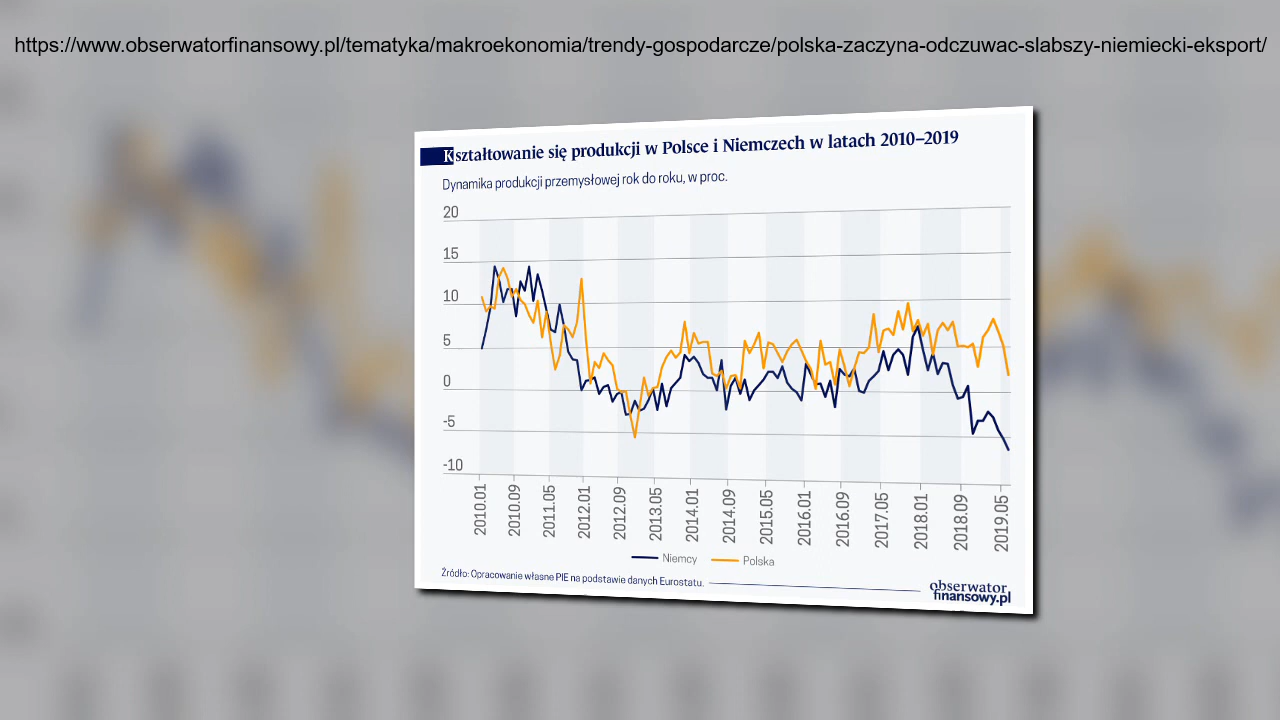 https://www.obserwatorfinansowy.pl/tematyka/makroekonomia/trendy-gospodarcze/polska-zaczyna-odczuwac-slabszy-niemiecki-eksport/
Kształtowanie się produkcji w Polsce i Niemczech w latach 2010–2019
Dynamika produkcji przemysłowej rok do roku, w proc.
20
15
10
5
0
-5
-10
2010.01 2010.09 2011.05 2012.01 2012.09 2013.05 2014.01 2014.09 2015.05 2016.01 2016.09 2017.05 2018.01 2018.09 2019.05
Niemcy Polska
Źródło: Opracowanie własne PIE na podstawie danych Eurostatu.
obserwator
finansowy.pl